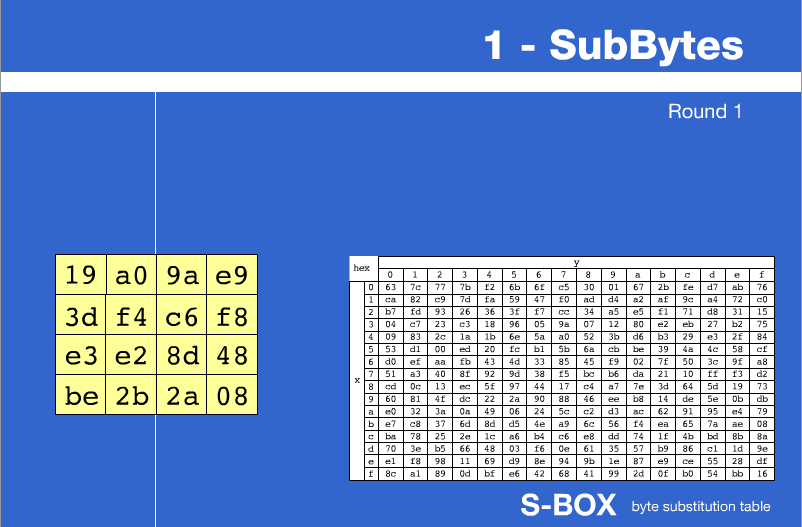 1 - SubBytes
Round 1
19 a0 9a e9
3d f4 c6 f8
e3 e2 8d 48
be 2b 2a 08
hex y
0 1 2 3 4 5 6 7 8 9 a b c d e f
x
0 63 7c 77 7b f2 6b 6f c5 30 01 67 2b fe d7 ab 76
1 ca 82 c9 7d fa 59 47 f0 ad d4 a2 af 9c a4 72 c0
2 b7 fd 93 26 36 3f f7 cc 34 a5 e5 f1 71 d8 31 15
3 04 c7 23 c3 18 96 05 9a 07 12 80 e2 eb 27 b2 75
4 09 83 2c 1a 1b 6e 5a a0 52 3b d6 b3 29 e3 2f 84
5 53 d1 00 ed 20 fc b1 5b 6a cb be 39 4a 4c 58 cf
6 d0 ef aa fb 43 4d 33 85 45 f9 02 7f 50 3c 9f a8
7 51 a3 40 8f 92 9d 38 f5 bc b6 da 21 10 ff f3 d2
8 cd 0c 13 ec 5f 97 44 17 c4 a7 7e 3d 64 5d 19 73
9 60 81 4f dc 22 2a 90 88 46 ee b8 14 de 5e 0b db
a e0 32 3a 0a 49 06 24 5c c2 d3 ac 62 91 95 e4 79
b e7 c8 37 6d 8d d5 4e a9 6c 56 f4 ea 65 7a ae 08
c ba 78 25 2e 1c a6 b4 c6 e8 dd 74 1f 4b bd 8b 8a
d 70 3e b5 66 48 03 f6 0e 61 35 57 b9 86 c1 1d 9e
e e1 f8 98 11 69 d9 8e 94 9b 1e 87 e9 ce 55 28 df
f 8c a1 89 0d bf e6 42 68 41 99 2d 0f b0 54 bb 16
S-BOX byte substitution table